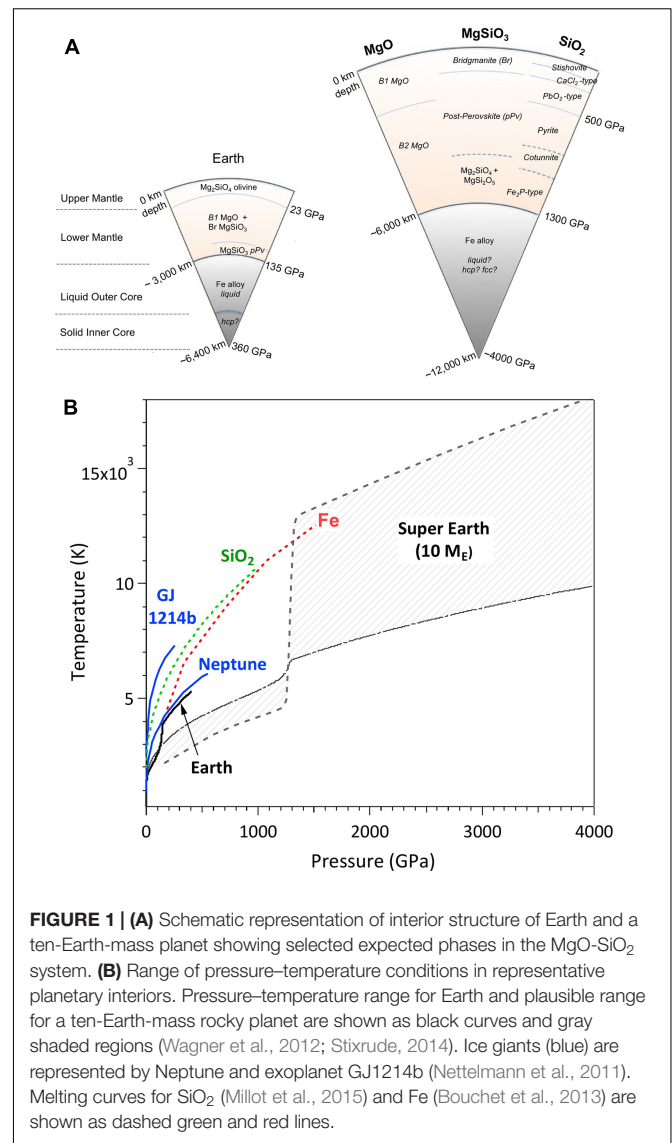 A
MgO
MgSiO3
SiO2
0 km
depth
Bridgmanite (Br)
Stishovite
CaCl2 -type
PbO2 -type
B1 MgO
500 GPa
Post-Perovskite (pPv)
Pyrite
B2 MgO
Cotunnite
Mg2SiO4 +
MgSi2O5
Fe2P-type
~6,000 km
1300 GPa
Fe alloy
liquid?
hcp? fcc?
~12,000 km
~4000 GPa
Earth
0 km
depth
Mg2SiO4 olivine
Upper Mantle
23 GPa
B1 MgO +
Br MgSiO3
Lower Mantle
MgSiO3 pPv
~ 3,000 km
135 GPa
Fe alloy
liquid
Liquid Outer Core
hcp?
Solid Inner Core
~6,400 km
360 GPa
B
15x10³
10
5
Temperature (K)
Fe
SiO2
Super Earth
(10 ME)
GJ
1214b
Neptune
Earth
0
1000
2000
3000
4000
Pressure (GPa)
FIGURE 1 | (A) Schematic representation of interior structure of Earth and a
ten-Earth-mass planet showing selected expected phases in the MgO-SiO2
system. (B) Range of pressure–temperature conditions in representative
planetary interiors. Pressure–temperature range for Earth and plausible range
for a ten-Earth-mass rocky planet are shown as black curves and gray
shaded regions (Wagner et al., 2012; Stixrude, 2014). Ice giants (blue) are
represented by Neptune and exoplanet GJ1214b (Nettelmann et al., 2011).
Melting curves for SiO2 (Millot et al., 2015) and Fe (Bouchet et al., 2013) are
shown as dashed green and red lines.